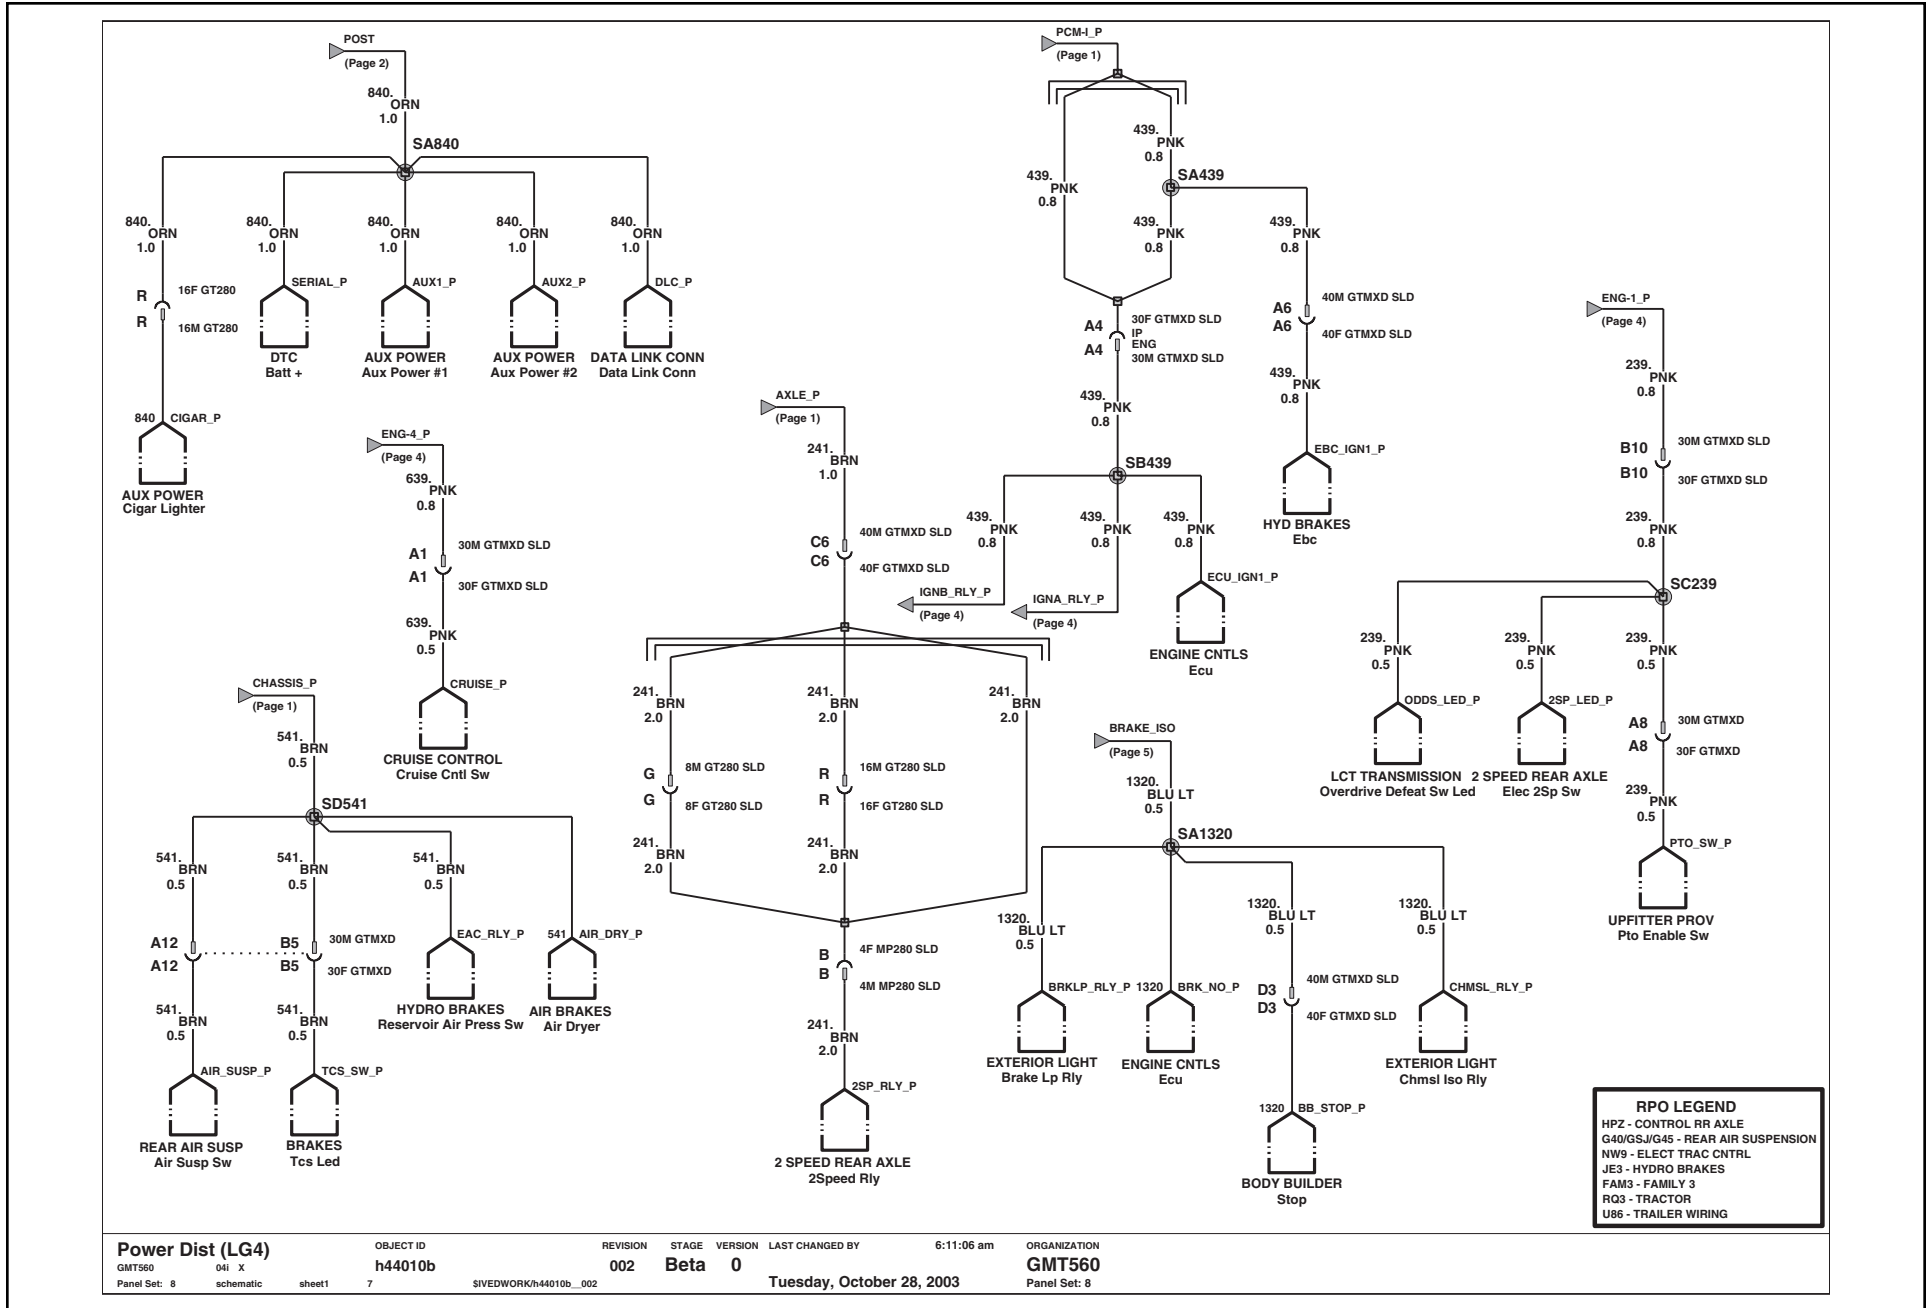 POST
(Page 2)
840.
ORN
1.0
SA840
840.
ORN
1.0
840.
ORN
1.0
840.
ORN
1.0
840.
ORN
1.0
840.
ORN
1.0
R
16F GT280
R
16M GT280
SERIAL_P
AUX1_P
AUX2_P
DLC_P
DTC
Batt +
AUX POWER
Aux Power #1
AUX POWER
Aux Power #2
DATA LINK CONN
Data Link Conn
840
CIGAR_P
AUX POWER
Cigar Lighter
ENG-4_P
(Page 4)
639.
PNK
0.8
A1
30M GTMXD SLD
A1
30F GTMXD SLD
639.
PNK
0.5
CRUISE_P
CRUISE CONTROL
Cruise Cntl Sw
CHASSIS_P
(Page 1)
541.
BRN
0.5
SD541
541.
BRN
0.5
541.
BRN
0.5
541.
BRN
0.5
A12
A12
B5
30M GTMXD
B5
30F GTMXD
EAC_RLY_P
541
AIR_DRY_P
HYDRO BRAKES
Reservoir Air Press Sw
AIR BRAKES
Air Dryer
541.
BRN
0.5
541.
BRN
0.5
AIR_SUSP_P
TCS_SW_P
REAR AIR SUSP
Air Susp Sw
BRAKES
Tcs Led
AXLE_P
(Page 1)
241.
BRN
1.0
C6
40M GTMXD SLD
C6
40F GTMXD SLD
241.
BRN
2.0
241.
BRN
2.0
241.
BRN
2.0
G
8M GT280 SLD
G
8F GT280 SLD
R
16M GT280 SLD
R
16F GT280 SLD
241.
BRN
2.0
241.
BRN
2.0
B
4F MP280 SLD
B
4M MP280 SLD
241.
BRN
2.0
2SP_RLY_P
2 SPEED REAR AXLE
2Speed Rly
PCM-I_P
(Page 1)
439.
PNK
0.8
439.
PNK
0.8
SA439
439.
PNK
0.8
439.
PNK
0.8
A4
30F GTMXD SLD
IP
ENG
A4
30M GTMXD SLD
A6
40M GTMXD SLD
A6
40F GTMXD SLD
439.
PNK
0.8
439.
PNK
0.8
SB439
EBC_IGN1_P
HYD BRAKES
Ebc
439.
PNK
0.8
439.
PNK
0.8
439.
PNK
0.8
IGNB_RLY_P
(Page 4)
IGNA_RLY_P
(Page 4)
ECU_IGN1_P
ENGINE CNTLS
Ecu
BRAKE_ISO
(Page 5)
1320.
BLU LT
0.5
SA1320
1320.
BLU LT
0.5
1320.
BLU LT
0.5
1320.
BLU LT
0.5
BRKLP_RLY_P
1320
BRK_NO_P
D3
40M GTMXD SLD
D3
40F GTMXD SLD
CHMSL_RLY_P
EXTERIOR LIGHT
Brake Lp Rly
ENGINE CNTLS
Ecu
EXTERIOR LIGHT
Chmsl Iso Rly
1320
BB_STOP_P
BODY BUILDER
Stop
ENG-1_P
(Page 4)
239.
PNK
0.8
B10
30M GTMXD SLD
B10
30F GTMXD SLD
239.
PNK
0.8
SC239
239.
PNK
0.5
239.
PNK
0.5
239.
PNK
0.5
ODDS_LED_P
2SP_LED_P
A8
30M GTMXD
A8
30F GTMXD
LCT TRANSMISSION
Overdrive Defeat Sw Led
2 SPEED REAR AXLE
Elec 2Sp Sw
239.
PNK
0.5
PTO_SW_P
UPFITTER PROV
Pto Enable Sw
RPO LEGEND
HPZ - CONTROL RR AXLE
G40/GSJ/G45 - REAR AIR SUSPENSION
NW9 - ELECT TRAC CNTRL
JE3 - HYDRO BRAKES
FAM3 - FAMILY 3
RQ3 - TRACTOR
U86 - TRAILER WIRING
Power Dist (LG4)
GMT560 04i X
Panel Set: 8 schematic sheet1 7
OBJECT ID
h44010b
$IVEDWORK/h44010b__002
REVISION
002
STAGE
Beta
VERSION
0
LAST CHANGED BY 6:11:06 am
Tuesday, October 28, 2003
ORGANIZATION
GMT560
Panel Set: 8